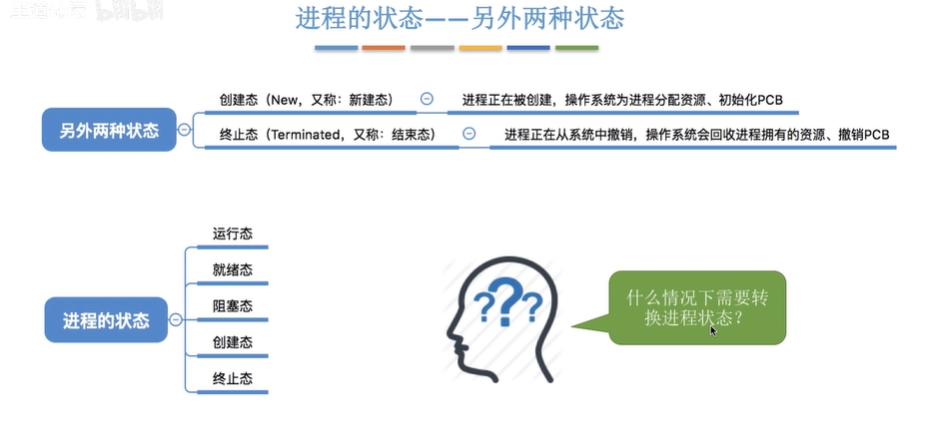 bilibili
进程的状态——另外两种状态
创建态（New，又称：新建态）
进程正在被创建，操作系统为进程分配资源、初始化PCB
另外两种状态
终止态（Terminated，又称：结束态）
进程正在从系统中撤销，操作系统会回收进程拥有的资源、撤销PCB
运行态
就绪态
阻塞态
进程的状态
创建态
终止态
???
什么情况下需要转
换进程状态？